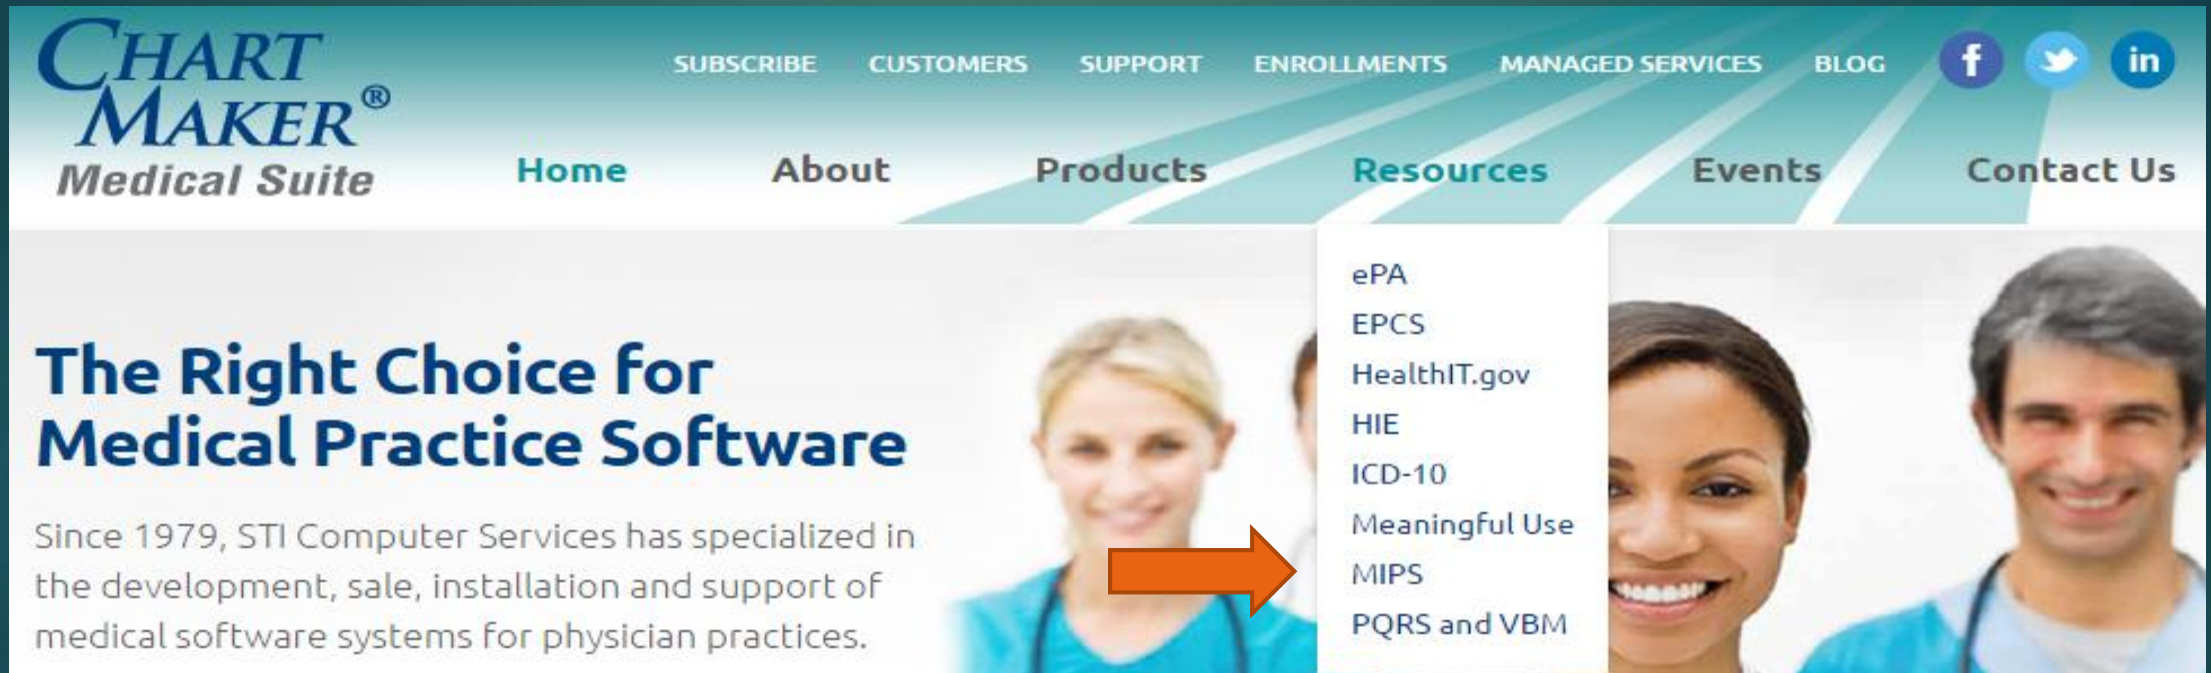 CHART
MAKER®
Medical Suite
SUBSCRIBE CUSTOMERS SUPPORT ENROLLMENTS MANAGED SERVICES BLOG f in
Home About Products Resources Events Contact Us
ePA
EPCS
HealthIT.gov
HIE
ICD-10
Meaningful Use
MIPS
PQRS and VBM
The Right Choice for
Medical Practice Software
Since 1979, STI Computer Services has specialized in
the development, sale, installation and support of
medical software systems for physician practices.